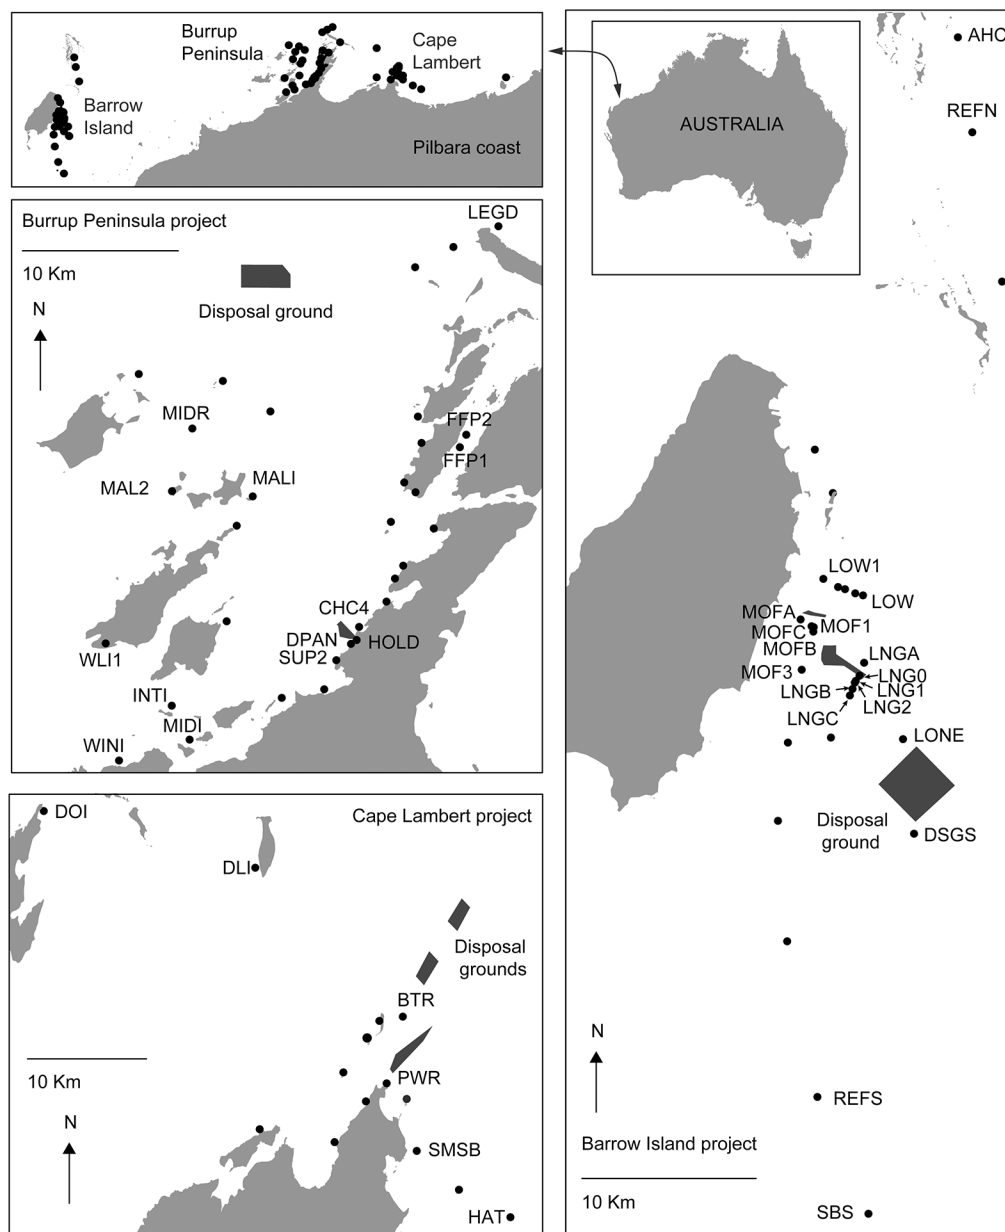 Burrup
Peninsula
Cape
Lambert
Barrow
Island
Pilbara coast
AUSTRALIA
Burrup Peninsula project
10 Km
N
Disposal ground
LEGD
MIDR
FFP2
FFP1
MAL2
MALI
CHC4
DPAN
HOLD
SUP2
WLI1
INTI
MIDI
WINI
Cape Lambert project
DOI
DLI
Disposal
grounds
BTR
10 Km
PWR
N
SMSB
HAT
AHC
REFN
LOW1
LOW
MOFA
MOF1
MOFC
MOFB
LNGA
MOF3
LNG0
LNGB
LNG1
LNG2
LNGC
LONE
Disposal
ground
DSGS
N
REFS
Barrow Island project
10 Km
SBS